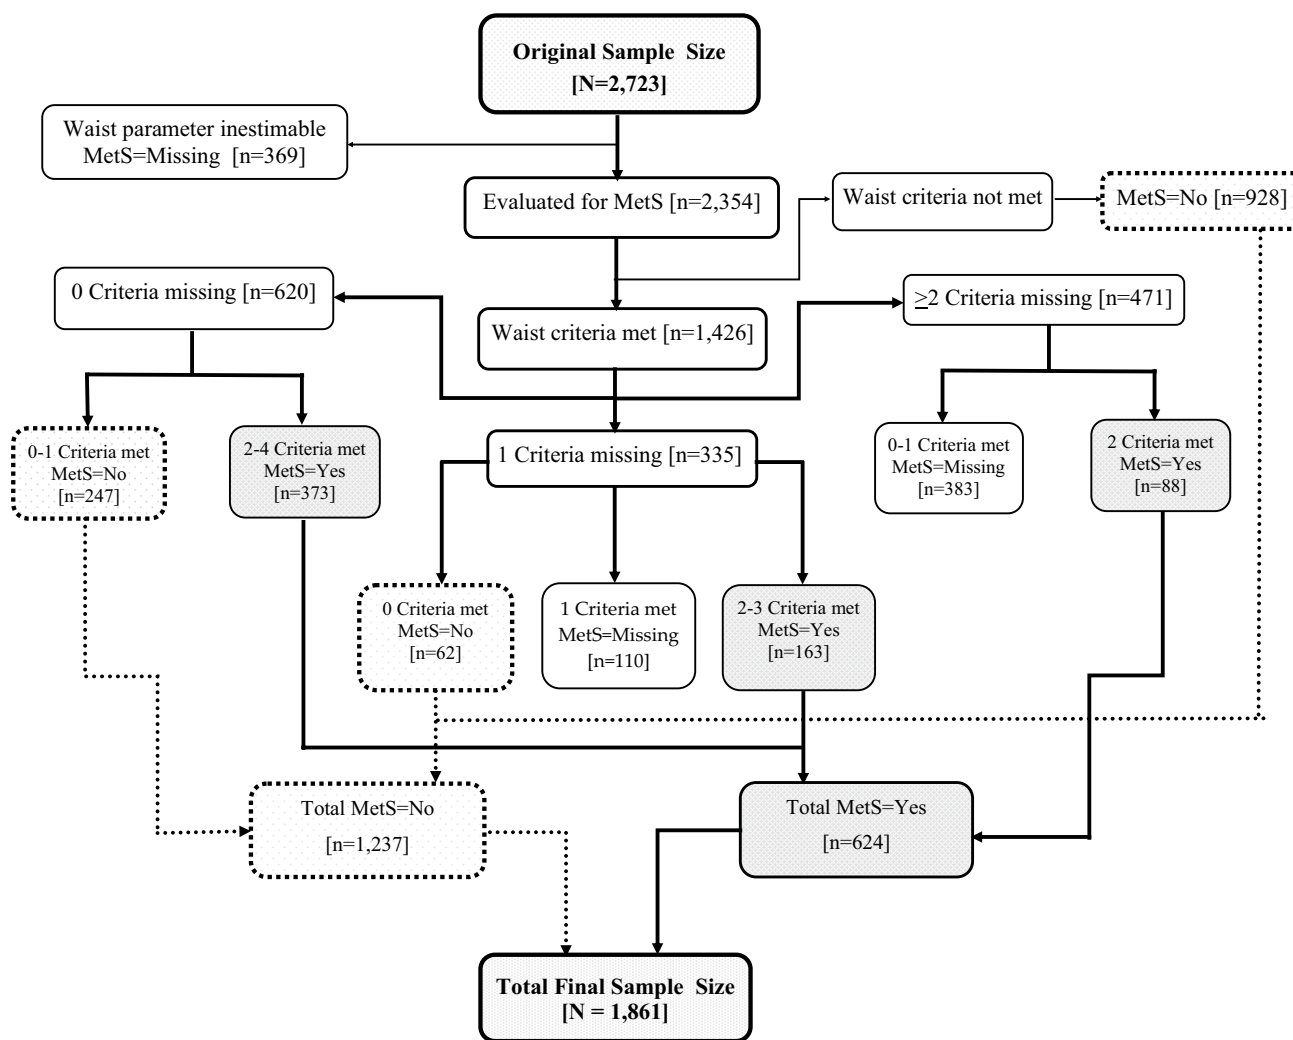 Original Sample Size
[N=2,723]
Waist parameter inestimable
MetS=Missing [n=369]
Evaluated for MetS [n=2,354]
Waist criteria not met
MetS=No [n=928]
0 Criteria missing [n=620]
Waist criteria met [n=1,426]
≥2 Criteria missing [n=471]
0-1 Criteria met
MetS=No
[n=247]
2-4 Criteria met
MetS=Yes
[n=373]
1 Criteria missing [n=335]
0-1 Criteria met
MetS=Missing
[n=383]
2 Criteria met
MetS=Yes
[n=88]
0 Criteria met
MetS=No
[n=62]
1 Criteria met
MetS=Missing
[n=110]
2-3 Criteria met
MetS=Yes
[n=163]
Total MetS=No
[n=1,237]
Total MetS=Yes
[n=624]
Total Final Sample Size
[N = 1,861]